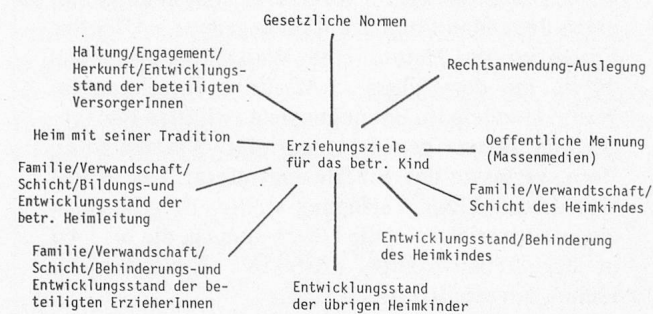 Gesetzliche Normen
Haltung/Engagement/
Herkunft/Entwicklungs-
stand der beteiligten
VersorgerInnen
Rechtsanwendung-Auslegung
Heim mit seiner Tradition
Erziehungsziele
für das betr. Kind
Oeffentliche Meinung
(Massenmedien)
Familie/Verwandschaft/
Schicht/Bildungs-und
Entwicklungsstand der
betr. Heimleitung
Familie/Verwandtschaft/
Schicht des Heimkindes
Entwicklungsstand/Behinderung
des Heimkindes
Familie/Verwandschaft/
Schicht/Behinderungs-und
Entwicklungsstand der be-
teiligten ErzieherInnen
Entwicklungsstand
der übrigen Heimkinder